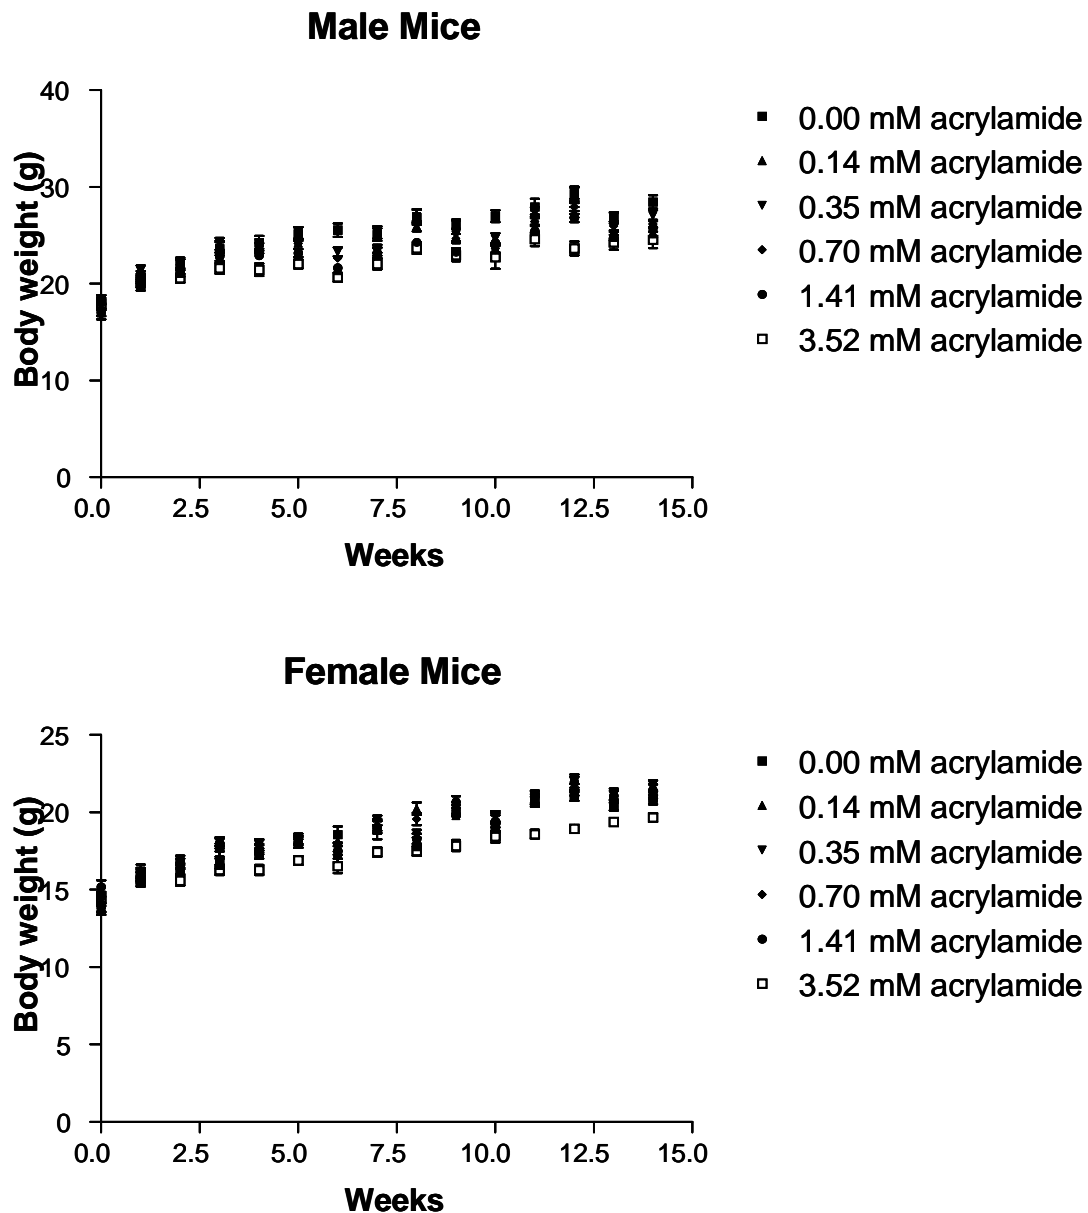 Male Mice
40
30
20
10
0
Body weight (g)
0.0 2.5 5.0 7.5 10.0 12.5 15.0
Weeks
0.00 mM acrylamide
0.14 mM acrylamide
0.35 mM acrylamide
0.70 mM acrylamide
1.41 mM acrylamide
3.52 mM acrylamide
Female Mice
25
20
15
10
5
0
Body weight (g)
0.0 2.5 5.0 7.5 10.0 12.5 15.0
Weeks
0.00 mM acrylamide
0.14 mM acrylamide
0.35 mM acrylamide
0.70 mM acrylamide
1.41 mM acrylamide
3.52 mM acrylamide